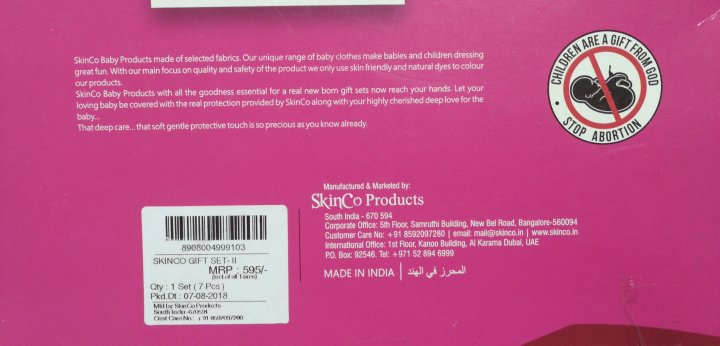 SkinCo Baby Products made of selected fabrics. Our unique range of baby clothes make babies and children dressing
great fun. With our main focus on quality and safety of the product we only use skin friendly and natural dyes to colour
our products.
SkinCo Baby Products with all the goodness essential for a real new born gift sets now reach your hands. Let your
loving baby be covered with the real protection provided by SkinCo along with your highly cherished deep love for the
baby...
That deep care... that soft gentle protective touch is so precious as you know already.
CHILDREN ARE A GIFT FROM GOD
• STOP ABORTION •
Manufactured & Marketed by:
SkinCo Products
South India - 670 594
Corporate Office: 5th Floor, Samruthi Building, New Bel Road, Bangalore-560094
Customer Care No: +91 8592097280 | email: mail@skinco.in | www.skinco.in
International Office: 1st Floor, Kanoo Building, Al Karama Dubai, UAE
P.O. Box: 92546. Tel: +971 52 894 6999
MADE IN INDIA | المحرز في الهند
8908004999103
SKINCO GIFT SET-II
MRP : 595/-
(incl.of all Taxes)
Qty : 1 Set ( 7 Pcs )
Pkd.Dt : 07-08-2018
Mfd by SkinCo Products
South India -670594
Cust Care No : +91 8592097280